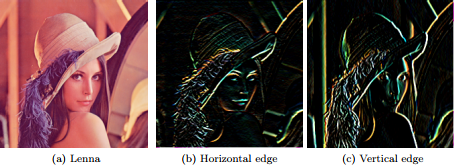 (a) Lenna
(b) Horizontal edge
(c) Vertical edge